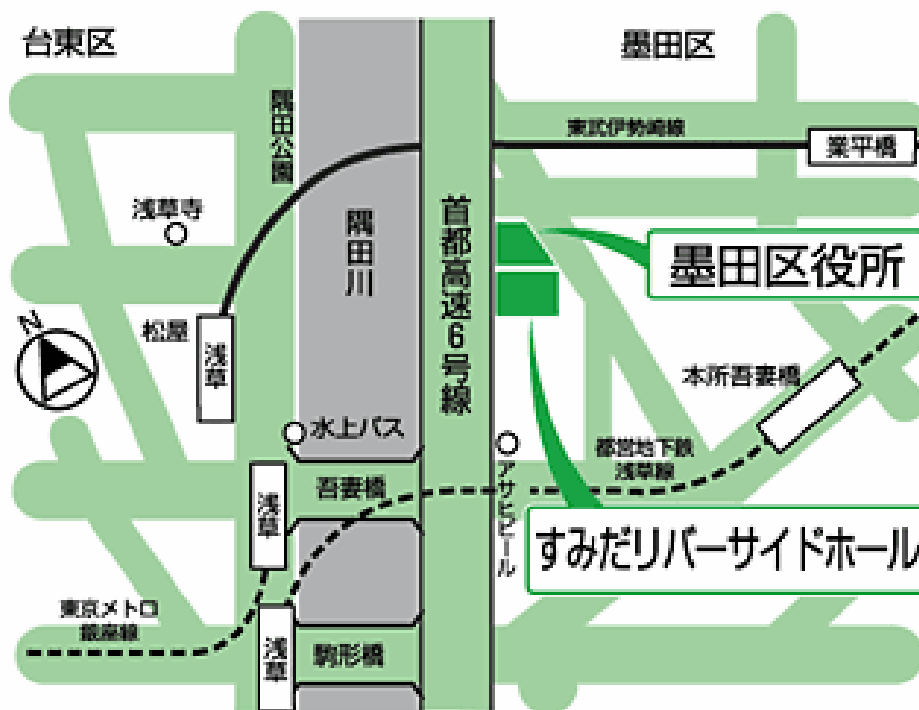 台東区
墨田区
隅田公園
東武伊勢崎線
業平橋
浅草寺
隅田川
首都高速6号線
墨田区役所
N
松屋
浅草
本所吾妻橋
水上バス
都営地下鉄
浅草線
浅草
吾妻橋
アサヒビール
すみだリバーサイドホール
東京メトロ
銀座線
浅草
駒形橋